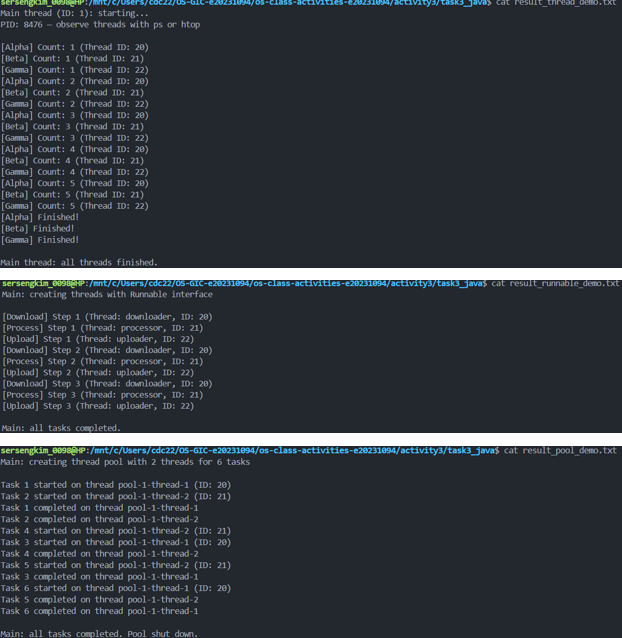 sersengkim_0098@HP:/mnt/c/Users/cdc22/OS-GIC-e20231094/os-class-activities-e20231094/activity3/task3_java$ cat result_thread_demo.txt
Main thread (ID: 1): starting...
PID: 8476 — observe threads with ps or htop
[Alpha] Count: 1 (Thread ID: 20)
[Beta] Count: 1 (Thread ID: 21)
[Gamma] Count: 1 (Thread ID: 22)
[Alpha] Count: 2 (Thread ID: 20)
[Beta] Count: 2 (Thread ID: 21)
[Gamma] Count: 2 (Thread ID: 22)
[Alpha] Count: 3 (Thread ID: 20)
[Beta] Count: 3 (Thread ID: 21)
[Gamma] Count: 3 (Thread ID: 22)
[Alpha] Count: 4 (Thread ID: 20)
[Beta] Count: 4 (Thread ID: 21)
[Gamma] Count: 4 (Thread ID: 22)
[Alpha] Count: 5 (Thread ID: 20)
[Beta] Count: 5 (Thread ID: 21)
[Gamma] Count: 5 (Thread ID: 22)
[Alpha] Finished!
[Beta] Finished!
[Gamma] Finished!
Main thread: all threads finished.
sersengkim_0098@HP:/mnt/c/Users/cdc22/OS-GIC-e20231094/os-class-activities-e20231094/activity3/task3_java$ cat result_runnable_demo.txt
Main: creating threads with Runnable interface
[Download] Step 1 (Thread: downloader, ID: 20)
[Process] Step 1 (Thread: processor, ID: 21)
[Upload] Step 1 (Thread: uploader, ID: 22)
[Download] Step 2 (Thread: downloader, ID: 20)
[Process] Step 2 (Thread: processor, ID: 21)
[Upload] Step 2 (Thread: uploader, ID: 22)
[Download] Step 3 (Thread: downloader, ID: 20)
[Process] Step 3 (Thread: processor, ID: 21)
[Upload] Step 3 (Thread: uploader, ID: 22)
Main: all tasks completed.
sersengkim_0098@HP:/mnt/c/Users/cdc22/OS-GIC-e20231094/os-class-activities-e20231094/activity3/task3_java$ cat result_pool_demo.txt
Main: creating thread pool with 2 threads for 6 tasks
Task 1 started on thread pool-1-thread-1 (ID: 20)
Task 2 started on thread pool-1-thread-2 (ID: 21)
Task 1 completed on thread pool-1-thread-1
Task 2 completed on thread pool-1-thread-2
Task 4 started on thread pool-1-thread-2 (ID: 21)
Task 3 started on thread pool-1-thread-1 (ID: 20)
Task 4 completed on thread pool-1-thread-2
Task 5 started on thread pool-1-thread-2 (ID: 21)
Task 3 completed on thread pool-1-thread-1
Task 6 started on thread pool-1-thread-1 (ID: 20)
Task 5 completed on thread pool-1-thread-2
Task 6 completed on thread pool-1-thread-1
Main: all tasks completed. Pool shut down.